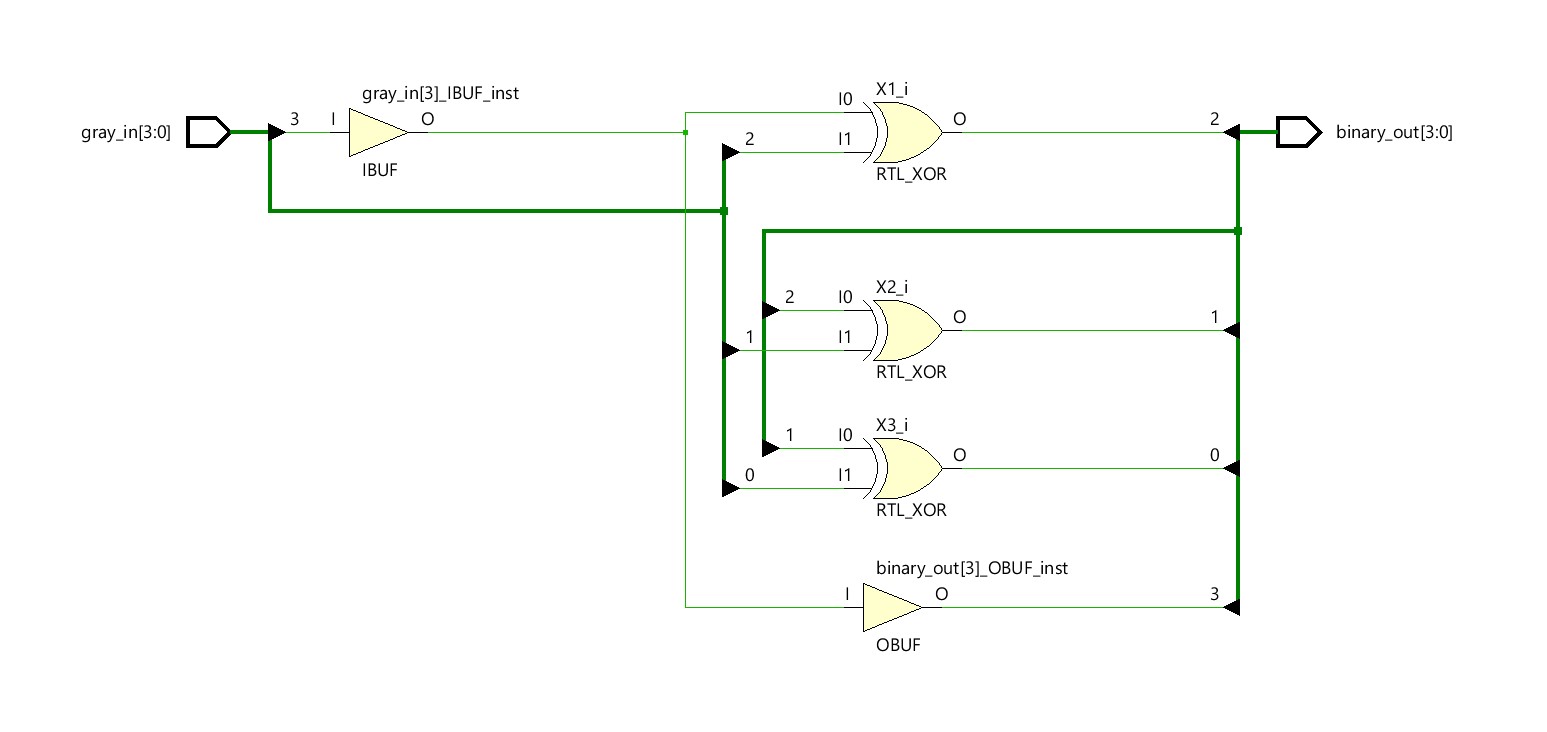 gray_in[3]_IBUF_inst
gray_in[3:0]
3
I
O
IBUF
X1_i
I0
O
2
I1
RTL_XOR
2
binary_out[3:0]
X2_i
2
I0
O
1
I1
RTL_XOR
1
X3_i
1
I0
O
0
I1
RTL_XOR
0
binary_out[3]_OBUF_inst
I
O
3
OBUF